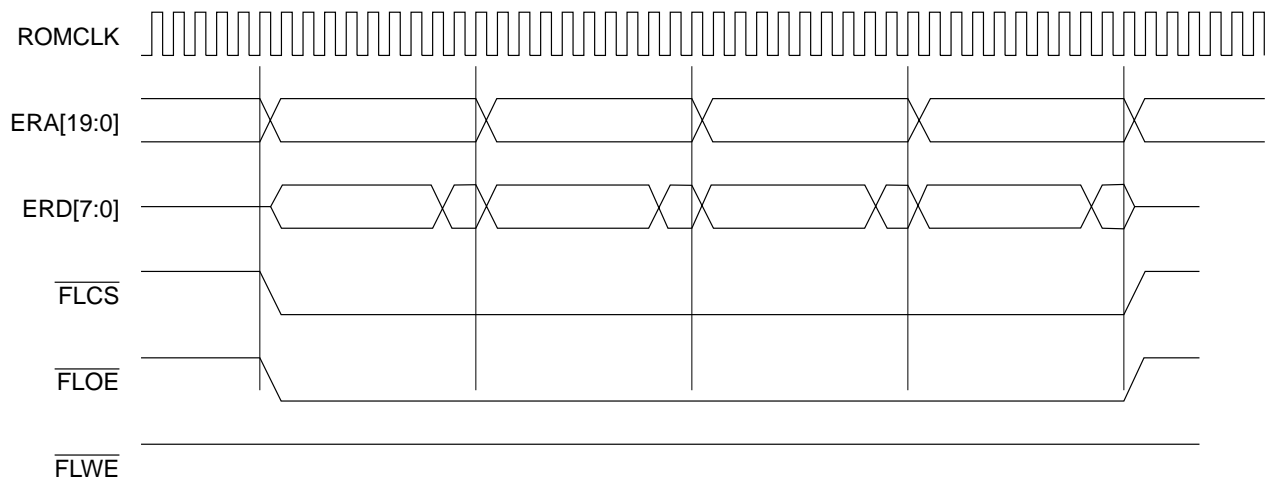 ROMCLK
ERA[19:0]
ERD[7:0]
FLCS
FLOE
FLWE